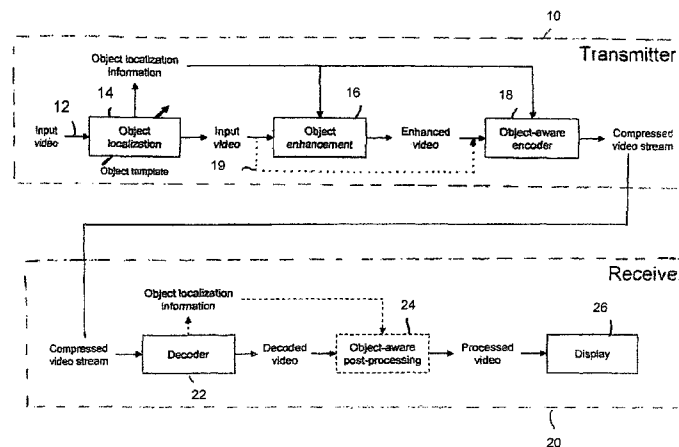 10
Transmitter
Object localization
information
14
16
18
12
Input
video
Object
localization
Input
video
Object
enhancement
Enhanced
video
Object-aware
encoder
Compressed
video stream
19
Object template
Receiver
Object localization
information
24
26
Compressed
video stream
Decoder
Decoded
video
Object-aware
post-processing
Processed
video
Display
22
20